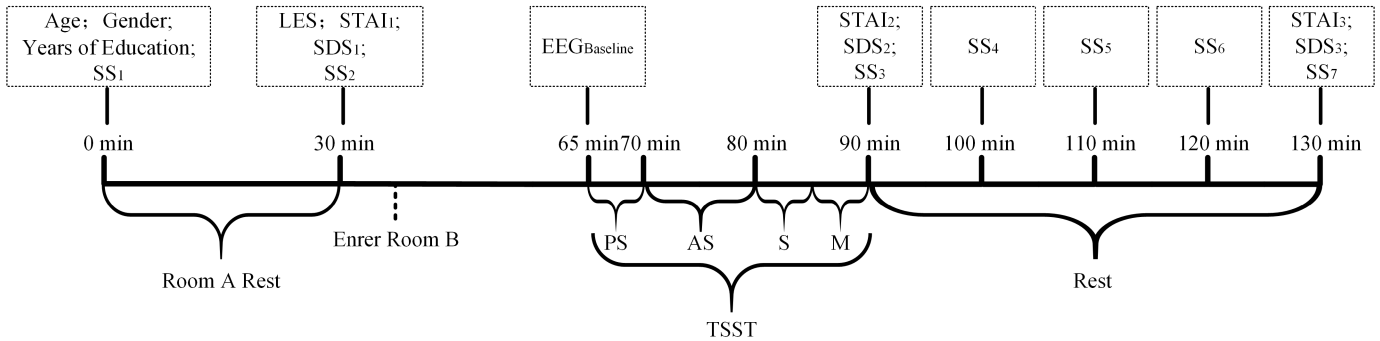 Age；Gender;
Years of Education;
SS1
LES；STAI1;
SDS1;
SS2
EEGBaseline
STAI2;
SDS2;
SS3
SS4
SS5
SS6
STAI3;
SDS3;
SS7
0 min
30 min
65 min
70 min
80 min
90 min
100 min
110 min
120 min
130 min
Enrer Room B
PS
AS
S
M
Room A Rest
Rest
TSST